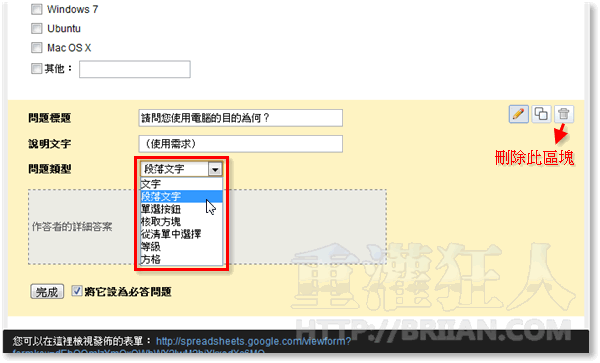 Windows 7
Ubuntu
Mac OS X
其他：
問題標題 請問您使用電腦的目的為何？
刪除此區塊
說明文字 （使用需求）
問題類型 段落文字
文字
段落文字
單選按鈕
作答者的詳細答案
核取方塊
從清單中選擇
等級
方格
重灌狂人
HTTP://BRIIAN.COM
完成 將它設為必答問題
您可以在這裡檢視發佈的表單： http://spreadsheets.google.com/viewform?